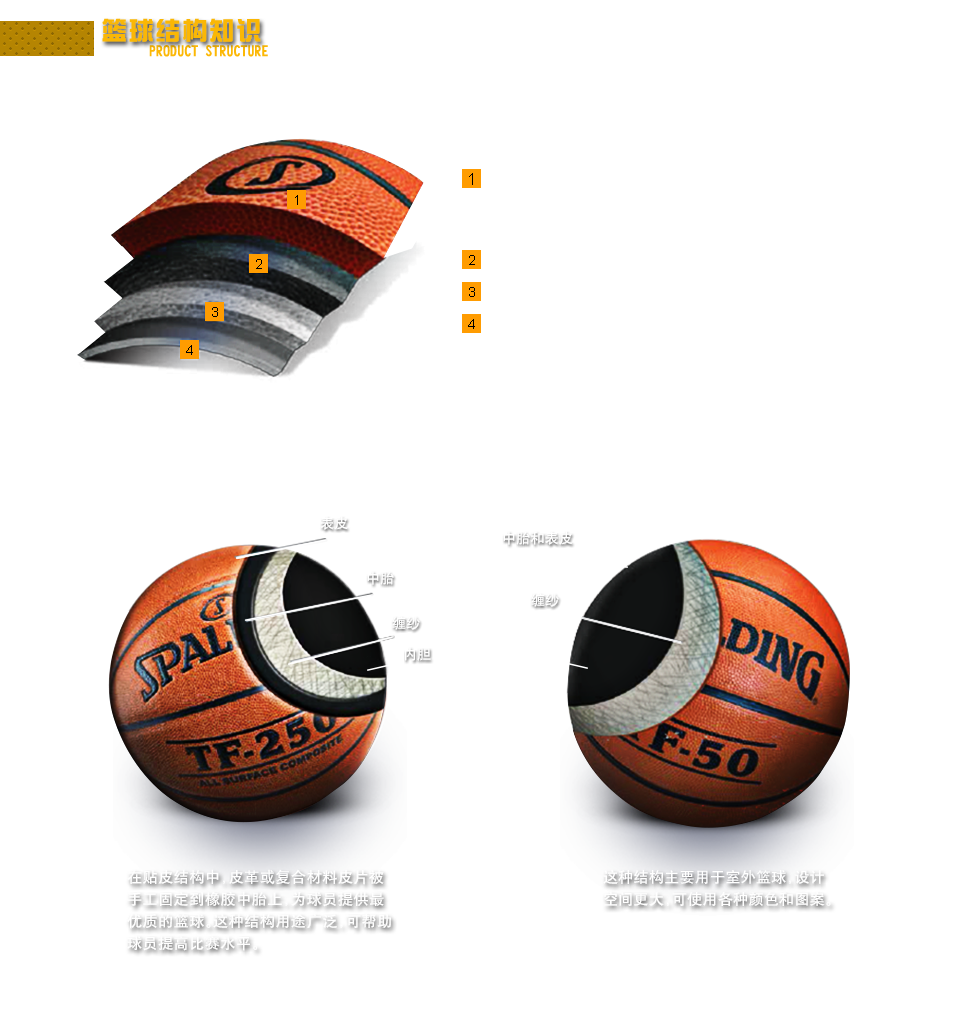 篮球结构知识
PRODUCT STRUCTURE
S
1
2
3
4
1
2
3
4
表皮
中胎
缠纱
内胆
S
SPAL
TF-250
ALL SURFACE COMPOSITE
中胎和表皮
缠纱
LDING
F-50
在贴皮结构中,皮革或复合材料皮片被
手工固定到橡胶中胎上,为球员提供最
优质的篮球,这种结构用途广泛,可帮助
球员提高比赛水平。
这种结构主要用于室外篮球,设计
空间更大,可使用各种颜色和图案。